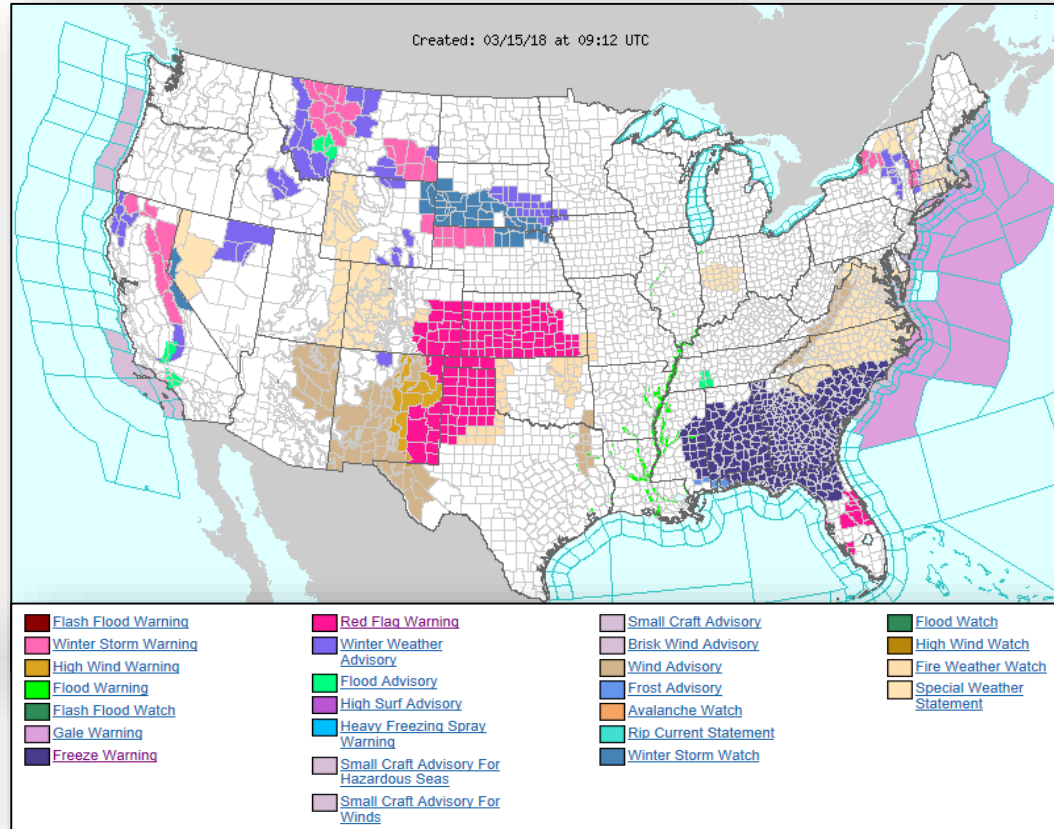 Created: 03/15/18 at 09:12 UTC
Flash Flood Warning
Winter Storm Warning
High Wind Warning
Flood Warning
Flash Flood Watch
Gale Warning
Freeze Warning
Red Flag Warning
Winter Weather
Advisory
Flood Advisory
High Surf Advisory
Heavy Freezing Spray
Warning
Small Craft Advisory For
Hazardous Seas
Small Craft Advisory For
Winds
Small Craft Advisory
Brisk Wind Advisory
Wind Advisory
Frost Advisory
Avalanche Watch
Rip Current Statement
Winter Storm Watch
Flood Watch
High Wind Watch
Fire Weather Watch
Special Weather
Statement